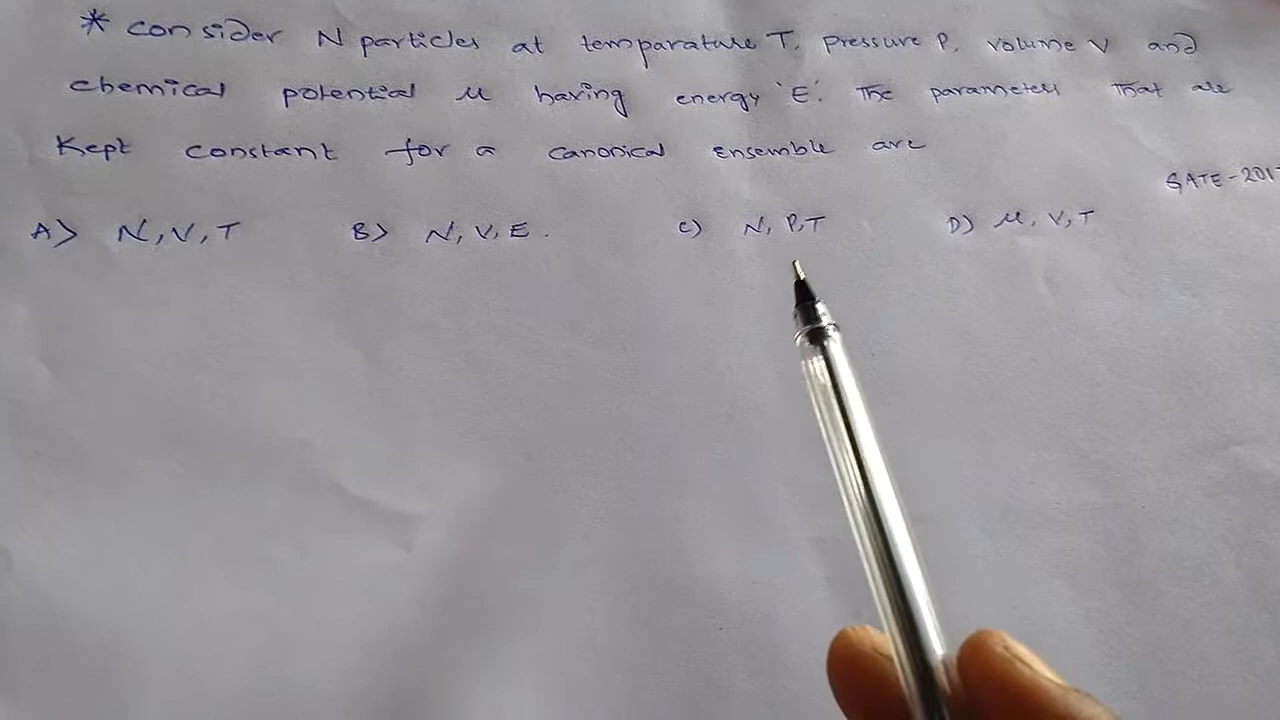 * Consider N particles at temparature T, pressure P, volume V and
chemical potential μ having energy 'E'. The parameters that are
Kept constant for a canonical ensemble are
GATE-201
A) N, V, T B) N, V, E. C) N, P, T D) μ, V, T